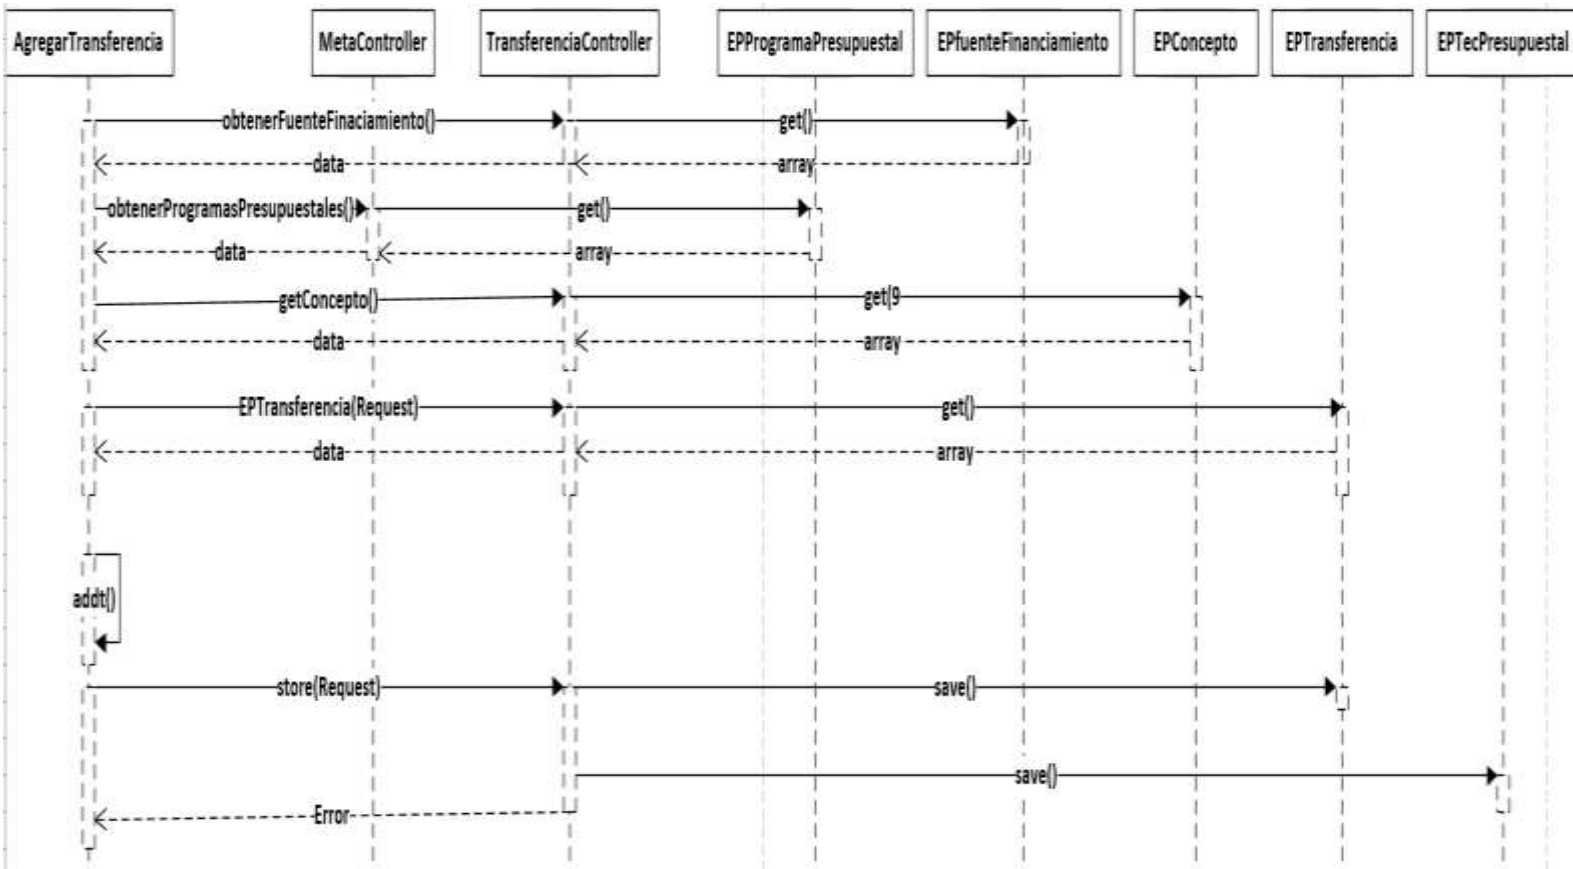 AgregarTransferencia
MetaController
TransferenciaController
EPProgramaPresupuestal
EPfuenteFinanciamiento
EPConcepto
EPTransferencia
EPTecPresupuestal
obtenerFuenteFinaciamiento()
get()
data
array
obtenerProgramasPresupuestales()
get()
data
array
getConcepto()
get(9
data
array
EPTransferencia(Request)
get()
data
array
addt()
store(Request)
save()
save()
Error